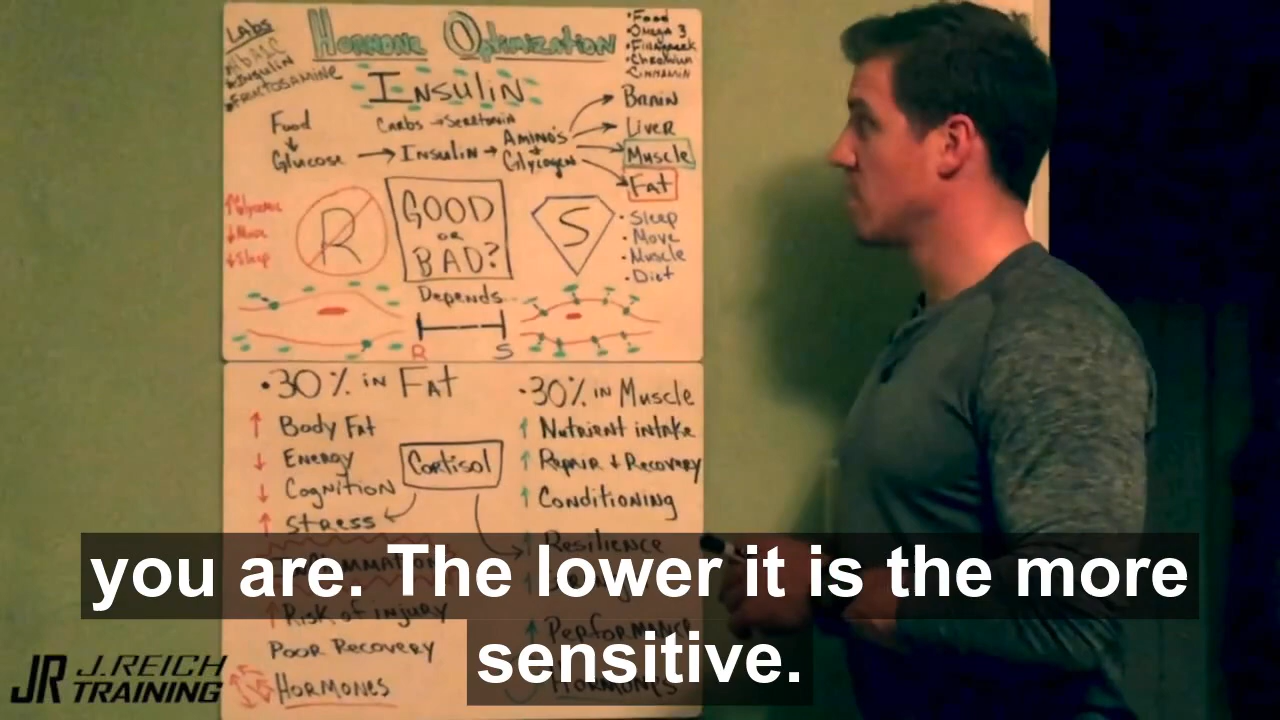 LABS
HORMONE OPTIMIZATION
• Food
• Omega 3
• Fenugreek
• Chromium
• Cinnamin
• Insulin
• Fructosamine
INSULIN
Food
Carbs → Serotonin
Glucose → Insulin → Amino's + Glycogen
Brain
Liver
Muscle
Fat
↑ Glycemic
↓ Move
↓ Sleep
R
GOOD
OR
BAD?
S
• Sleep
• Move
• Muscle
• Diet
Depends
R S
• 30% in Fat
• 30% in Muscle
↑ Body Fat
↓ Energy
↓ Cognition
↑ Stress
Cortisol
↑ Nutrient intake
↑ Repair + Recovery
↑ Conditioning
↑ Resilience
↑ Risk of injury
Poor Recovery
Hormones
↑ Performance
Hormones
you are. The lower it is the more
sensitive.
JR J.REICH
TRAINING